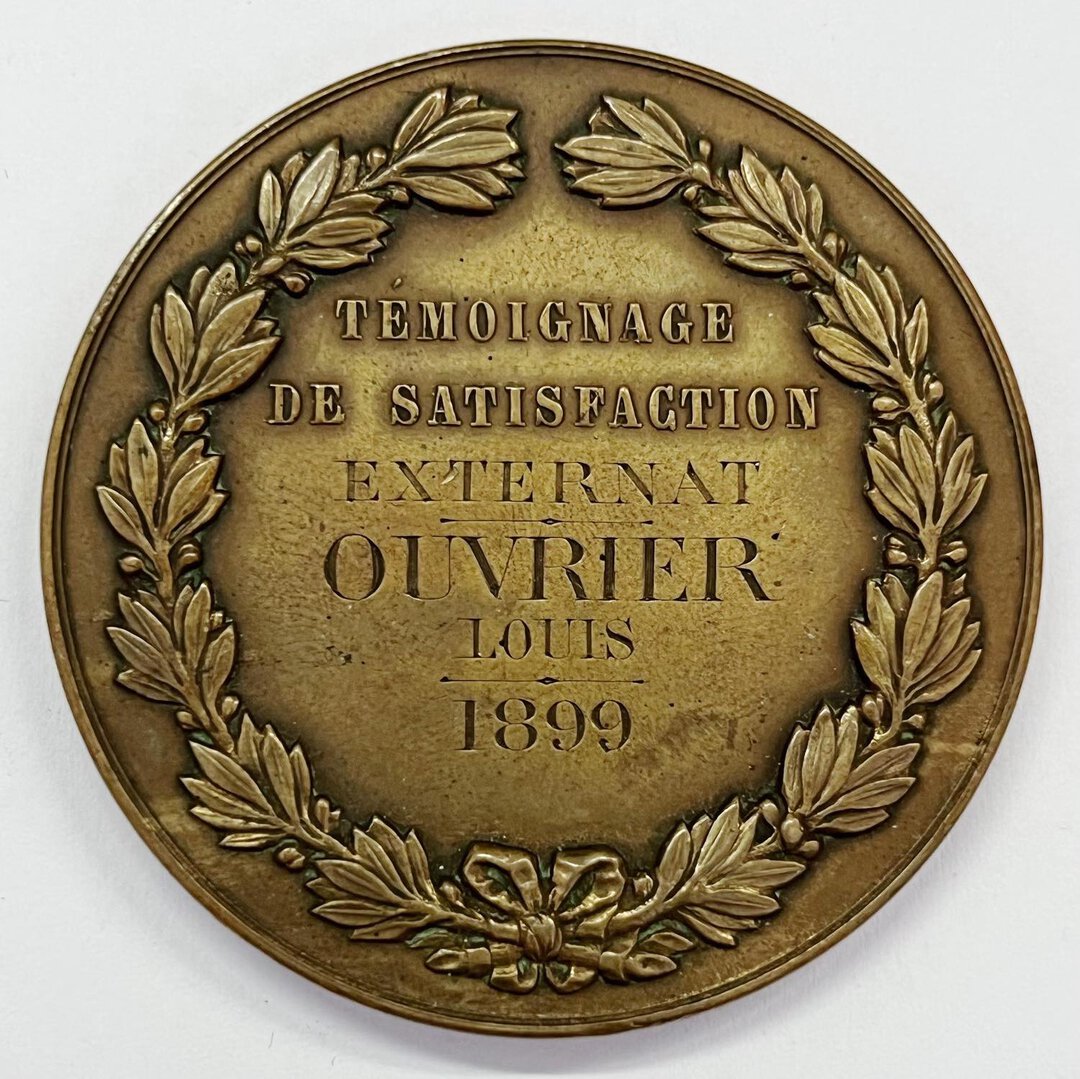 TÉMOIGNAGE
DE SATISFACTION
EXTERNAT
OUVRIER
LOUIS
1899